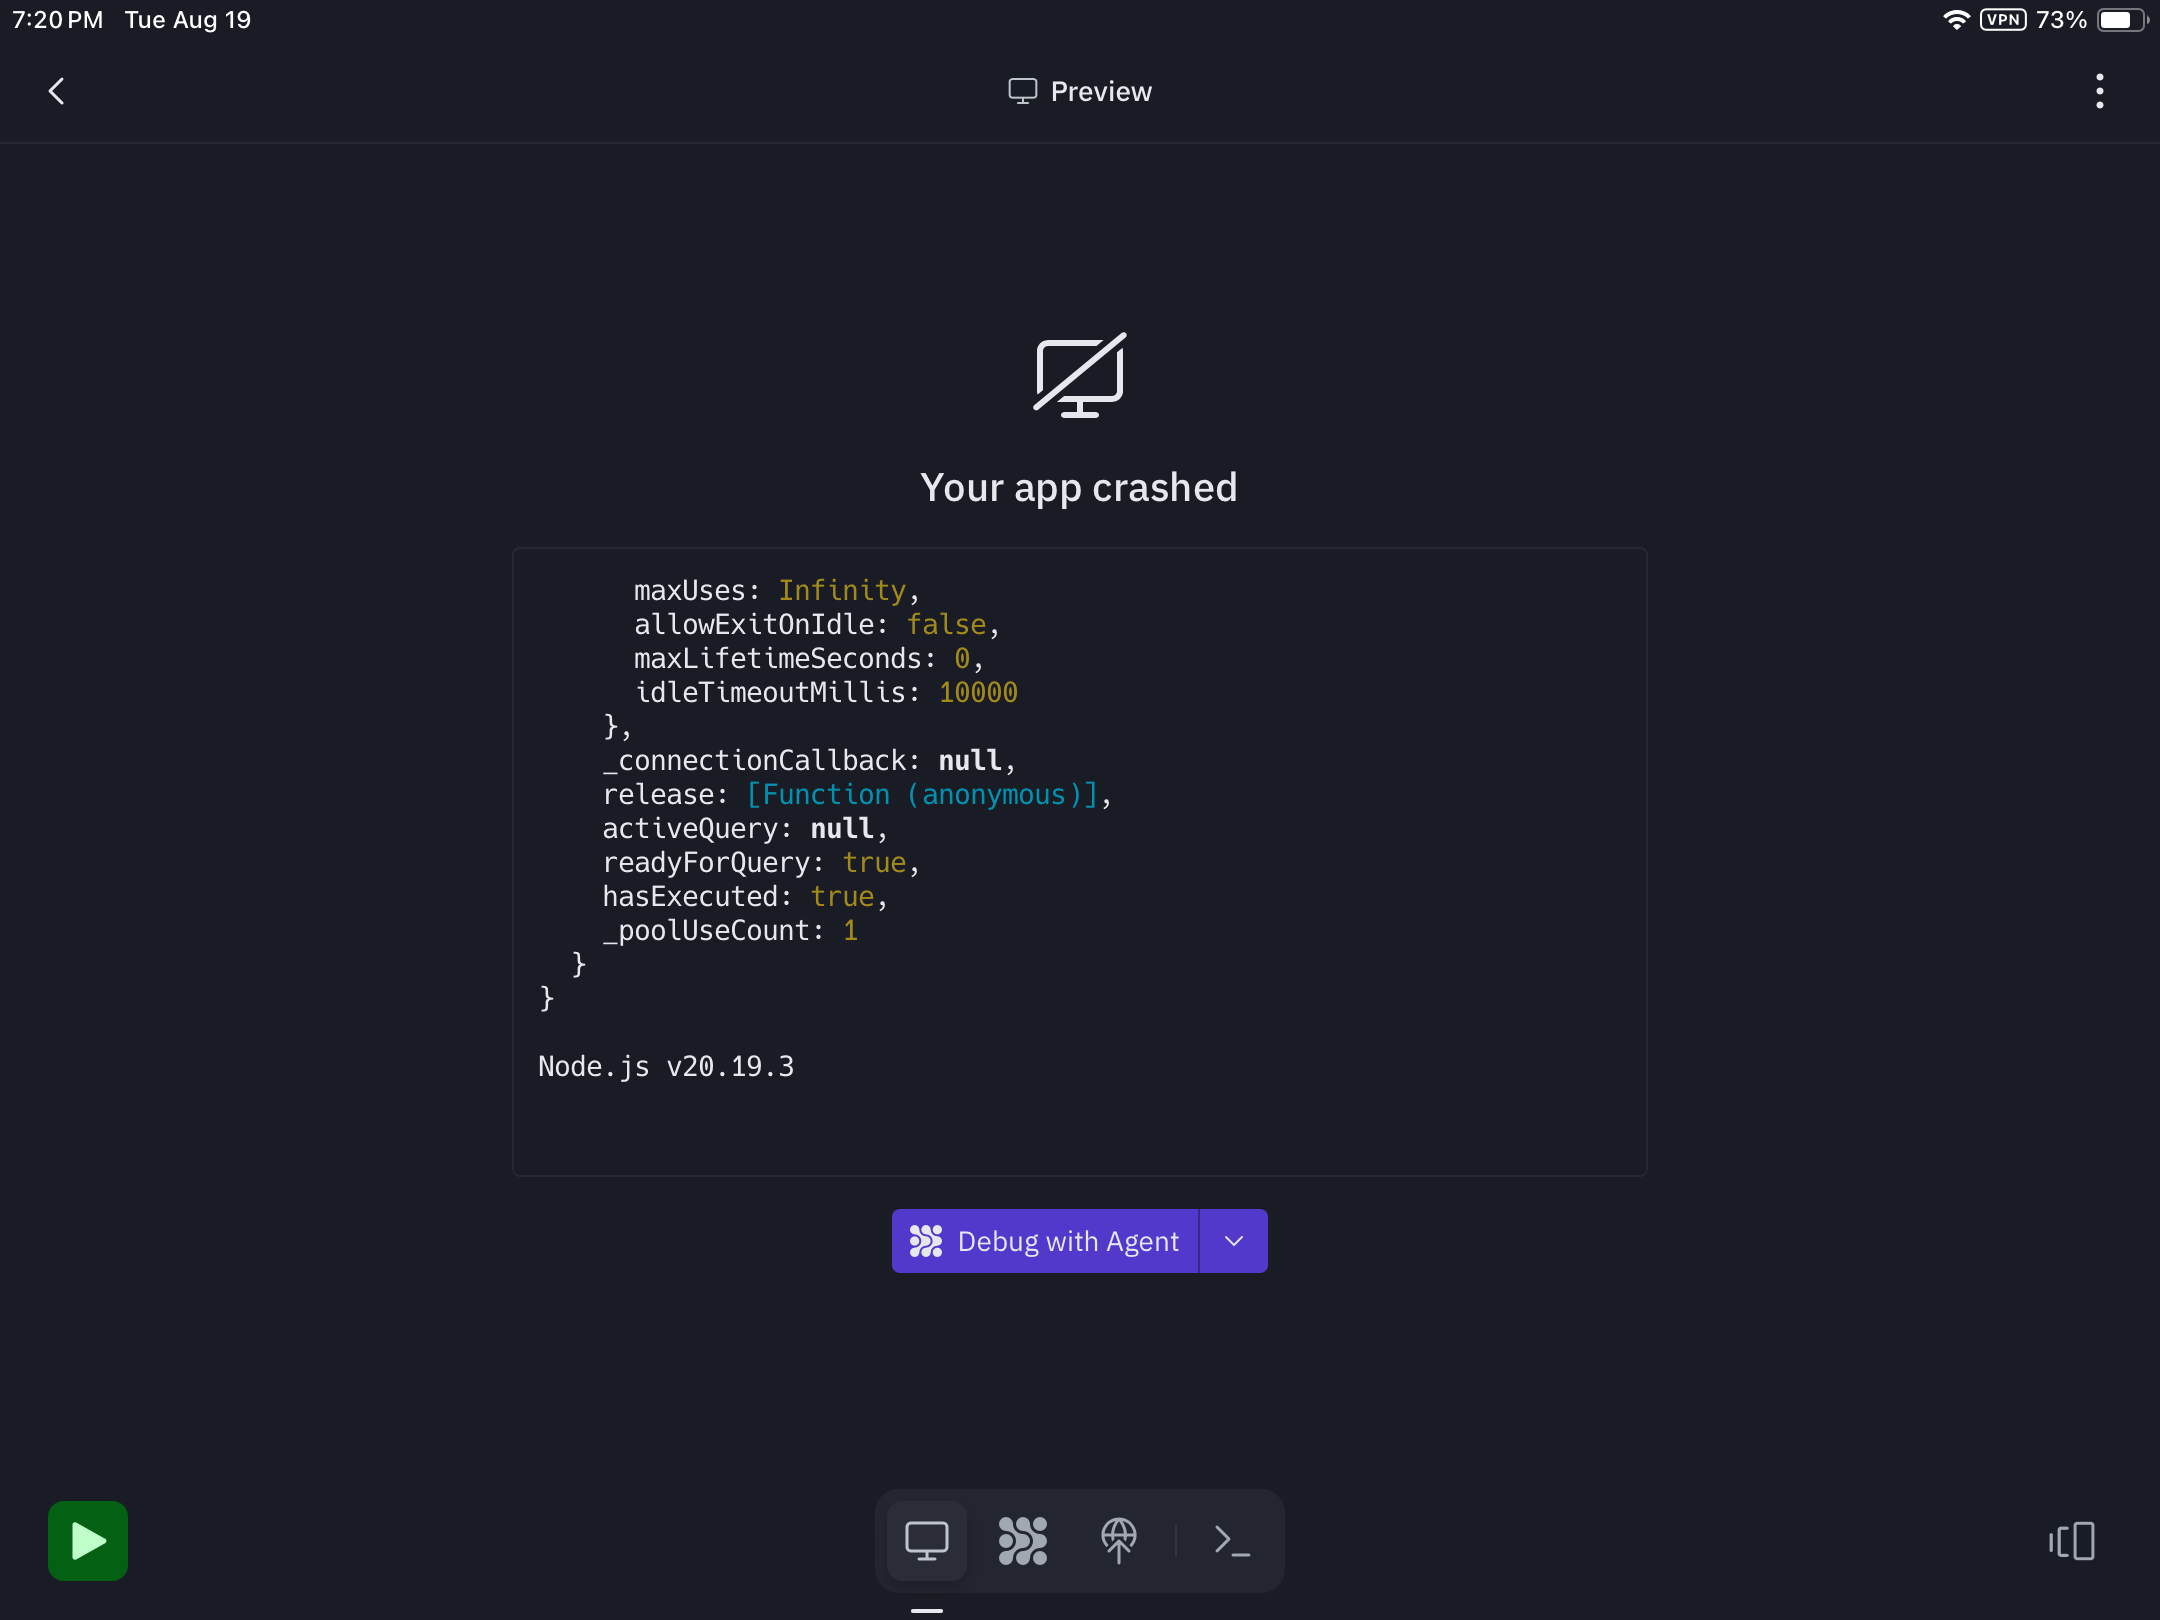 7:20 PM Tue Aug 19
VPN 73%
Preview
Your app crashed
      maxUses: Infinity,
      allowExitOnIdle: false,
      maxLifetimeSeconds: 0,
      idleTimeoutMillis: 10000
    },
    _connectionCallback: null,
    release: [Function (anonymous)],
    activeQuery: null,
    readyForQuery: true,
    hasExecuted: true,
    _poolUseCount: 1
  }
}
Node.js v20.19.3
Debug with Agent